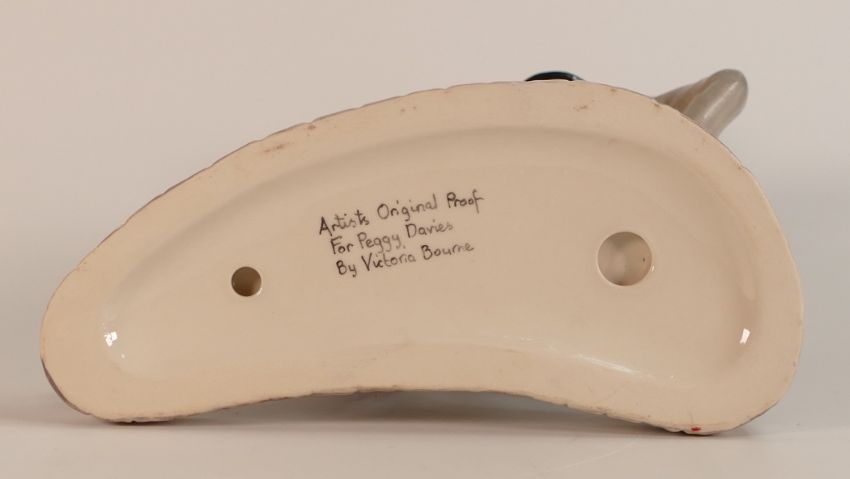 Artists Original Proof
For Peggy Davies
By Victoria Bourne